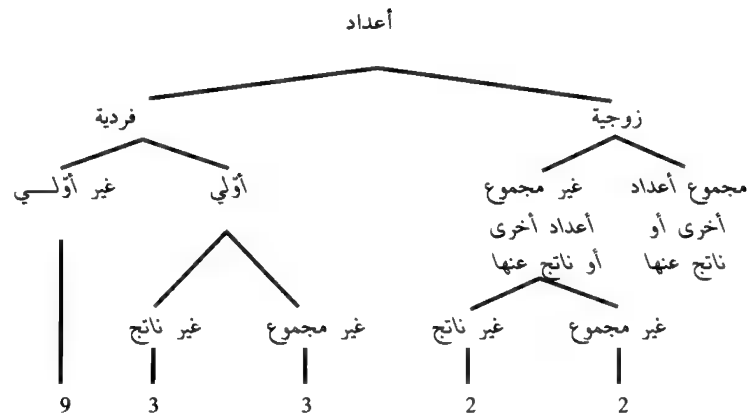 أعداد
زوجية
فردية
مجموع أعداد
أخرى أو
ناتج عنها
غير مجموع
أعداد أخرى
أو ناتج عنها
أوّلي
غير أوّلـــي
غير مجموع
غير ناتج
غير مجموع
غير ناتج
2
2
3
3
9